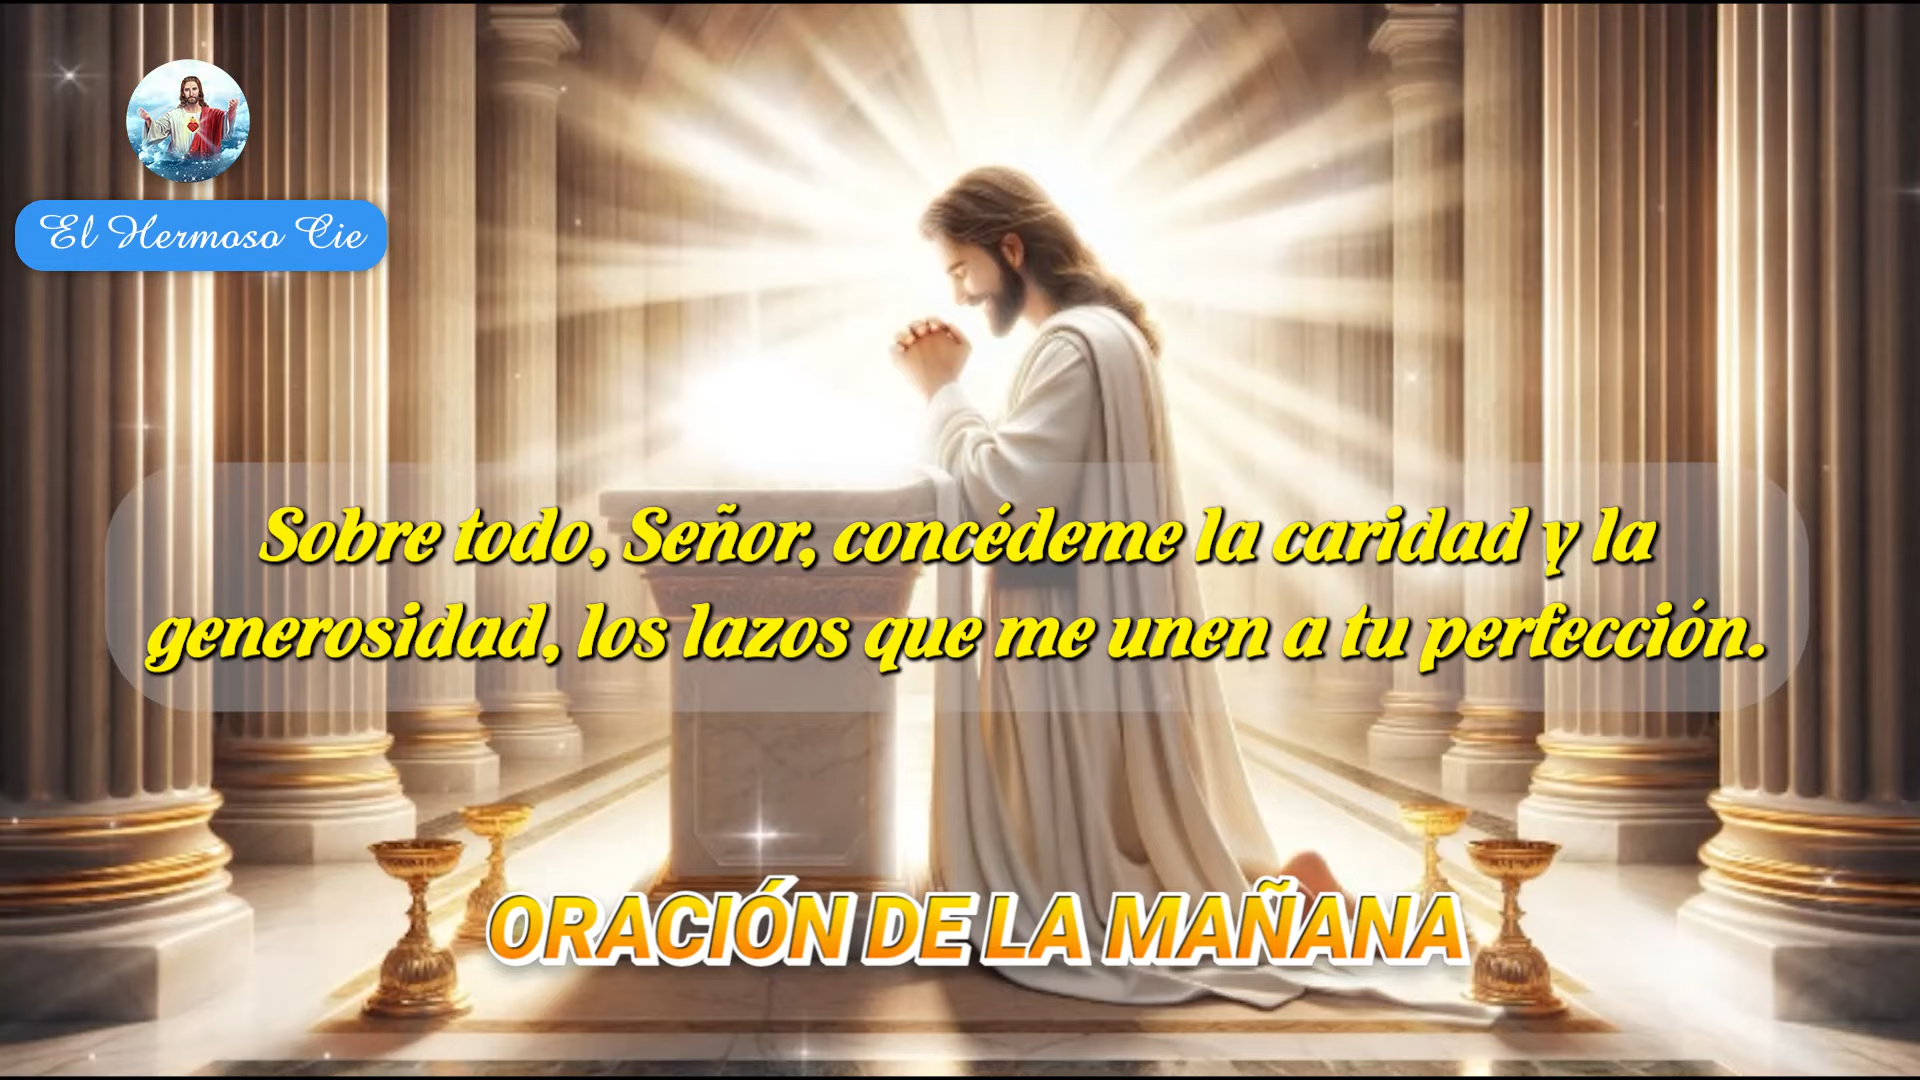 El Hermoso Cie
Sobre todo, Señor, concédeme la caridad y la
generosidad, los lazos que me unen a tu perfección.
ORACIÓN DE LA MAÑANA